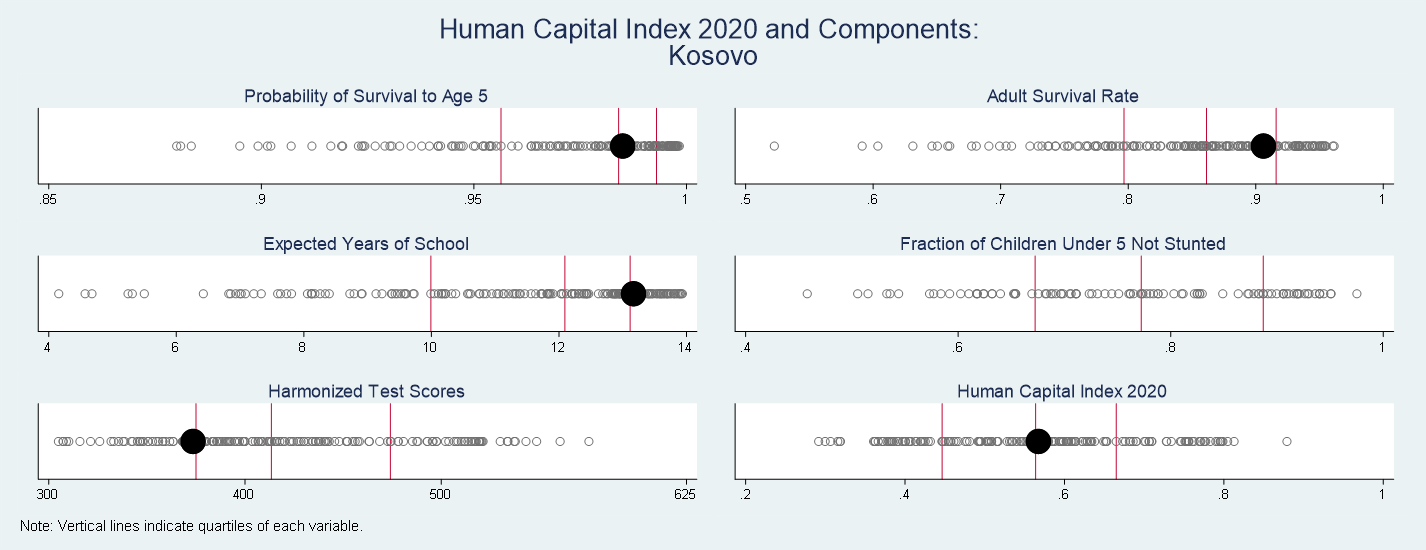 Human Capital Index 2020 and Components:
Kosovo
Probability of Survival to Age 5
.85 .9 .95 1
Adult Survival Rate
.5 .6 .7 .8 .9 1
Expected Years of School
4 6 8 10 12 14
Fraction of Children Under 5 Not Stunted
.4 .6 .8 1
Harmonized Test Scores
300 400 500 625
Human Capital Index 2020
.2 .4 .6 .8 1
Note: Vertical lines indicate quartiles of each variable.